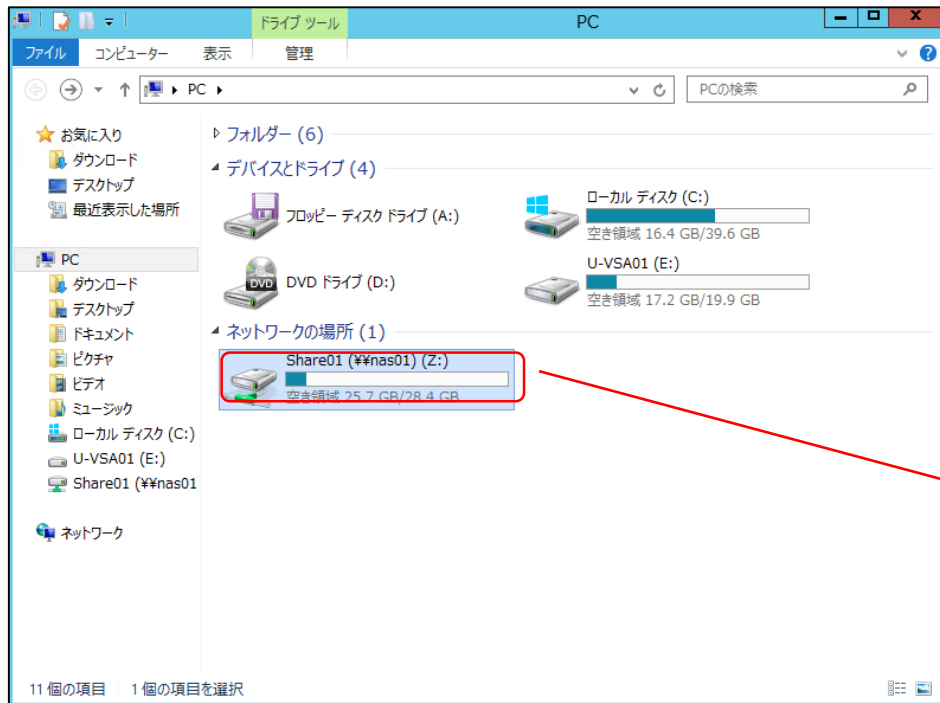 ドライブ ツール
PC
ファイル コンピューター 表示 管理
PC
PCの検索
お気に入り
ダウンロード
デスクトップ
最近表示した場所
PC
ダウンロード
デスクトップ
ドキュメント
ピクチャ
ビデオ
ミュージック
ローカル ディスク (C:)
U-VSA01 (E:)
Share01 (¥¥nas01
ネットワーク
フォルダー (6)
デバイスとドライブ (4)
フロッピー ディスク ドライブ (A:)
ローカル ディスク (C:)
空き領域 16.4 GB/39.6 GB
DVD
DVD ドライブ (D:)
U-VSA01 (E:)
空き領域 17.2 GB/19.9 GB
ネットワークの場所 (1)
Share01 (¥¥nas01) (Z:)
空き領域 25.7 GB/28.4 GB
11 個の項目 1 個の項目を選択